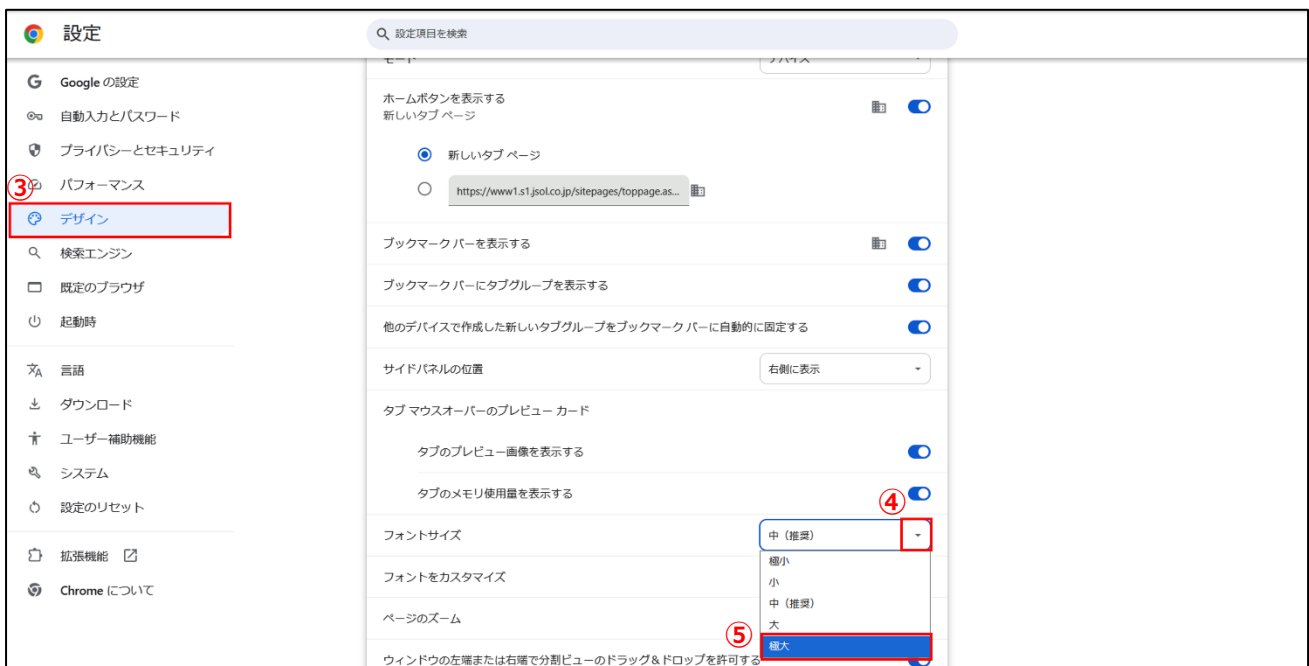 設定
設定項目を検索
Google の設定
自動入力とパスワード
プライバシーとセキュリティ
③
パフォーマンス
デザイン
検索エンジン
既定のブラウザ
起動時
言語
ダウンロード
ユーザー補助機能
システム
設定のリセット
拡張機能
Chrome について
モード
デバイス
ホームボタンを表示する
新しいタブ ページ
新しいタブ ページ
https://www1.s1.jsol.co.jp/sitepages/toppage.as...
ブックマーク バーを表示する
ブックマーク バーにタブグループを表示する
他のデバイスで作成した新しいタブグループをブックマーク バーに自動的に固定する
サイドパネルの位置
右側に表示
タブ マウスオーバーのプレビュー カード
タブのプレビュー画像を表示する
タブのメモリ使用量を表示する
④
フォントサイズ
中（推奨）
極小
小
中（推奨）
大
⑤
極大
フォントをカスタマイズ
ページのズーム
ウィンドウの左端または右端で分割ビューのドラッグ＆ドロップを許可する